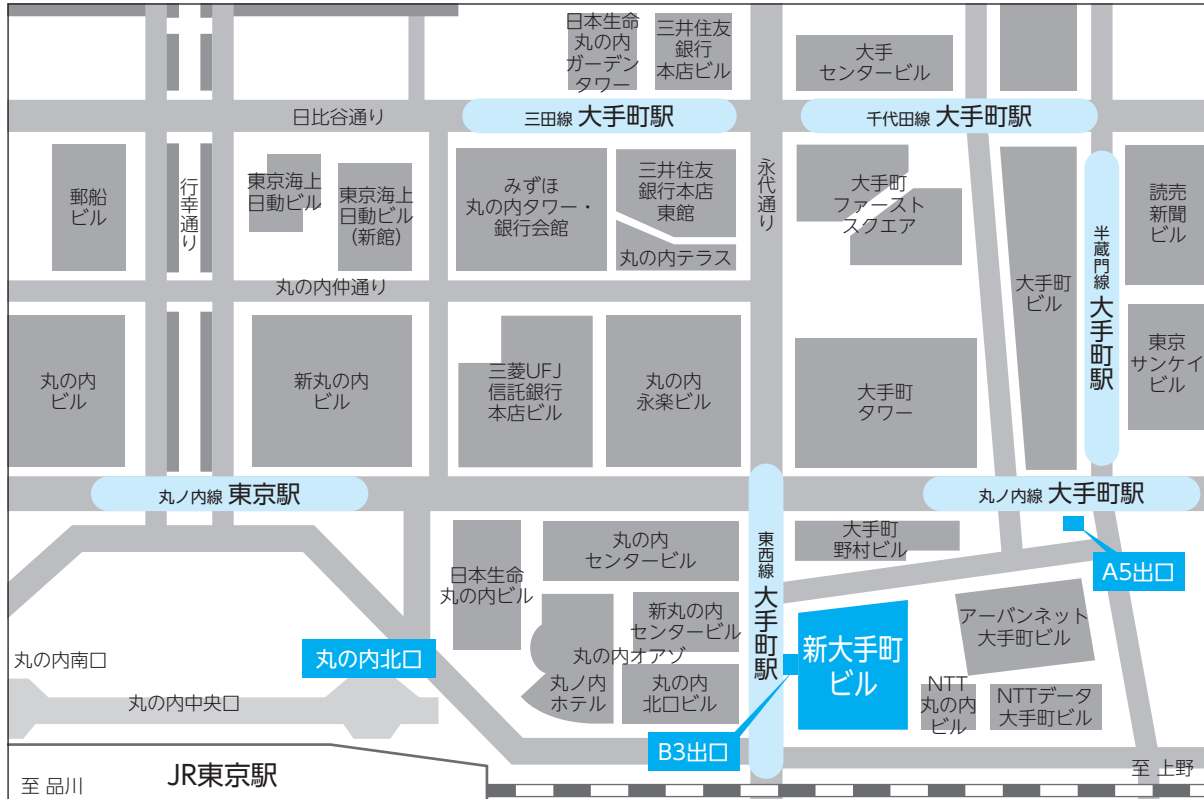 日本生命
丸の内
ガーデン
タワー
三井住友
銀行
本店ビル
大手
センタービル
日比谷通り
三田線 大手町駅
千代田線 大手町駅
郵船
ビル
行幸通り
東京海上
日動ビル
東京海上
日動ビル
(新館)
みずほ
丸の内タワー・
銀行会館
三井住友
銀行本店
東館
丸の内テラス
永代通り
大手町
ファースト
スクエア
大手町
ビル
半蔵門線 大手町駅
読売
新聞
ビル
丸の内仲通り
丸の内
ビル
新丸の内
ビル
三菱UFJ
信託銀行
本店ビル
丸の内
永楽ビル
大手町
タワー
東京
サンケイ
ビル
丸ノ内線 東京駅
丸ノ内線 大手町駅
日本生命
丸の内ビル
丸の内
センタービル
東西線 大手町駅
大手町
野村ビル
A5出口
新丸の内
センタービル
アーバンネット
大手町ビル
丸の内南口
丸の内北口
丸の内オアゾ
新大手町
ビル
丸の内中央口
丸ノ内
ホテル
丸の内
北口ビル
NTT
丸の内
ビル
NTTデータ
大手町ビル
B3出口
至 品川
JR東京駅
至 上野